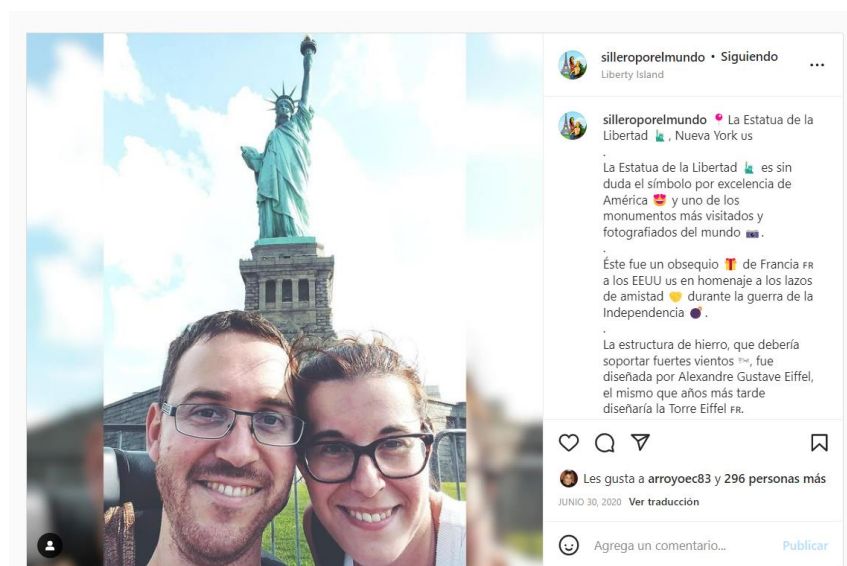 silleroporelmundo • Siguiendo
Liberty Island
silleroporelmundo 📍 La Estatua de la
Libertad 🗽 , Nueva York US
.
La Estatua de la Libertad 🗽 es sin
duda el símbolo por excelencia de
América 😍 y uno de los
monumentos más visitados y
fotografiados del mundo 📷 .
.
Éste fue un obsequio 🎁 de Francia FR
a los EEUU US en homenaje a los lazos
de amistad 🤝 durante la guerra de la
Independencia 💣 .
.
La estructura de hierro, que debería
soportar fuertes vientos 🌬, fue
diseñada por Alexandre Gustave Eiffel,
el mismo que años más tarde
diseñaría la Torre Eiffel FR.
Les gusta a arroyoec83 y 296 personas más
JUNIO 30, 2020 Ver traducción
Agrega un comentario... Publicar